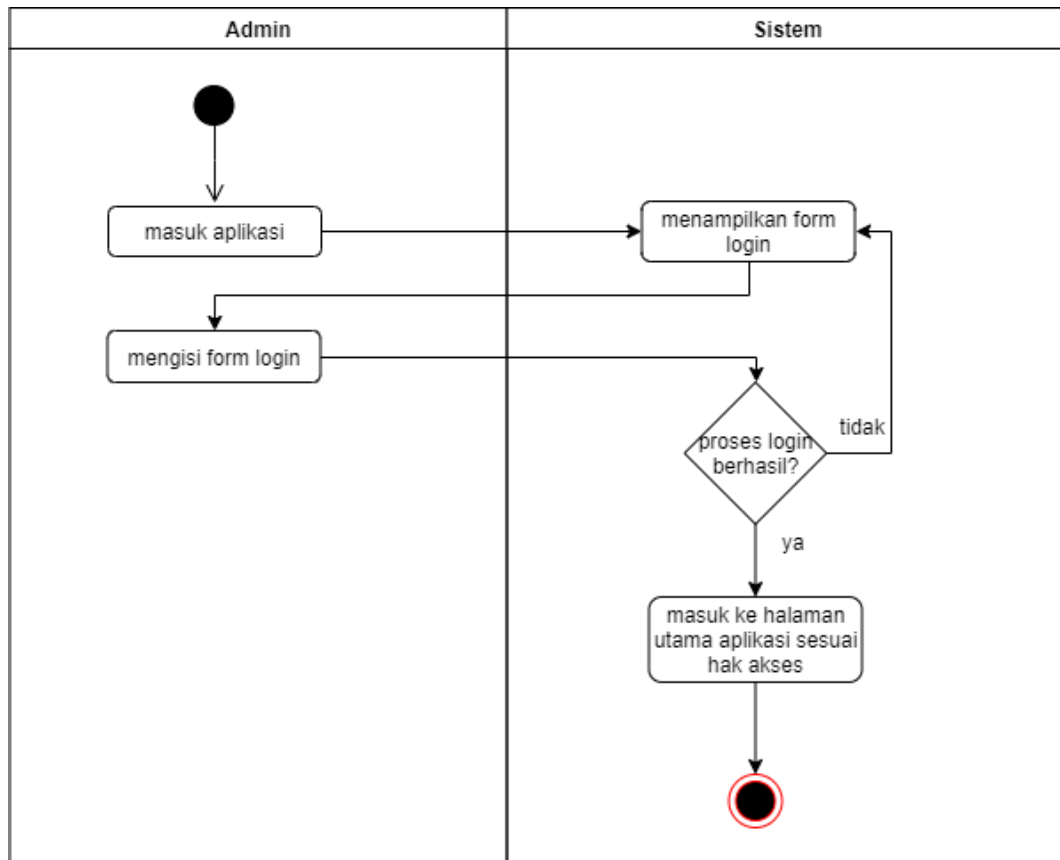 Admin
Sistem
masuk aplikasi
menampilkan form
login
mengisi form login
proses login
berhasil?
tidak
ya
masuk ke halaman
utama aplikasi sesuai
hak akses